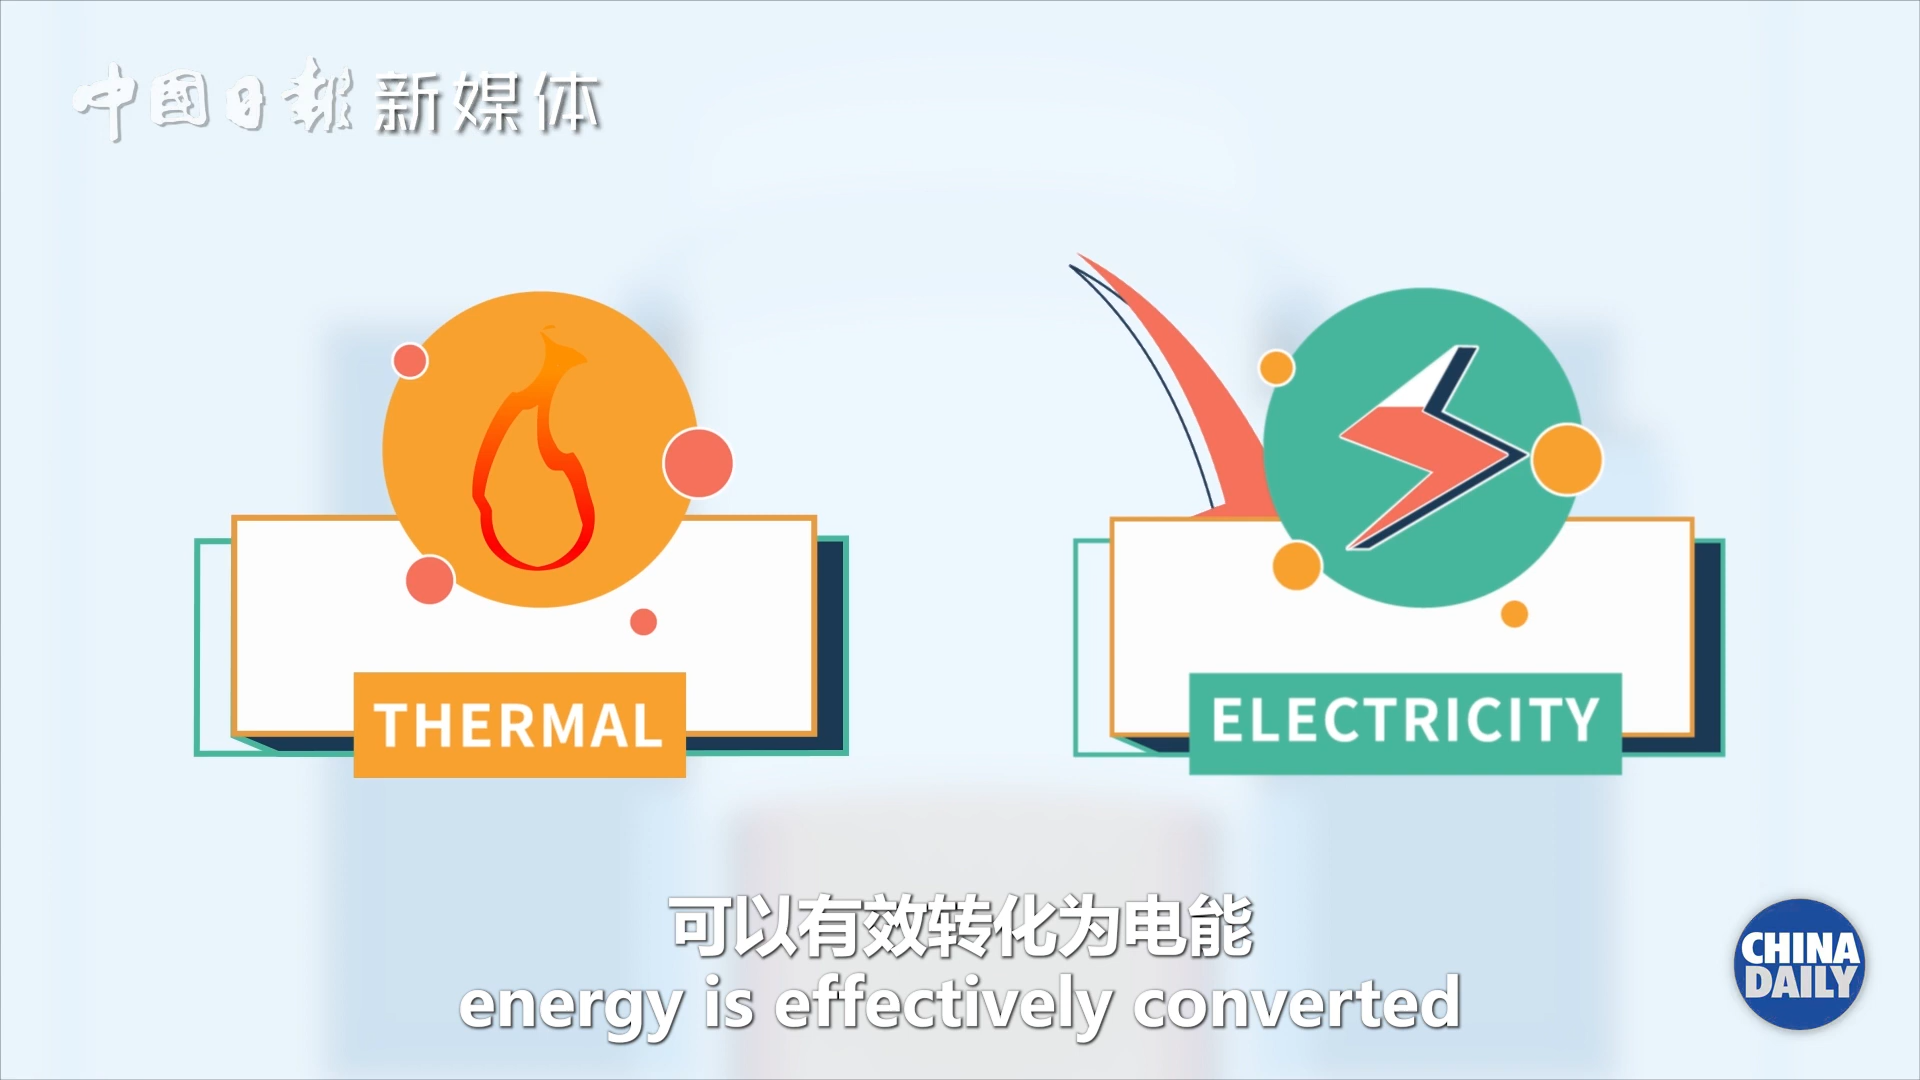 中国日报 新媒体
THERMAL
ELECTRICITY
可以有效转化为电能
energy is effectively converted
CHINA
DAILY